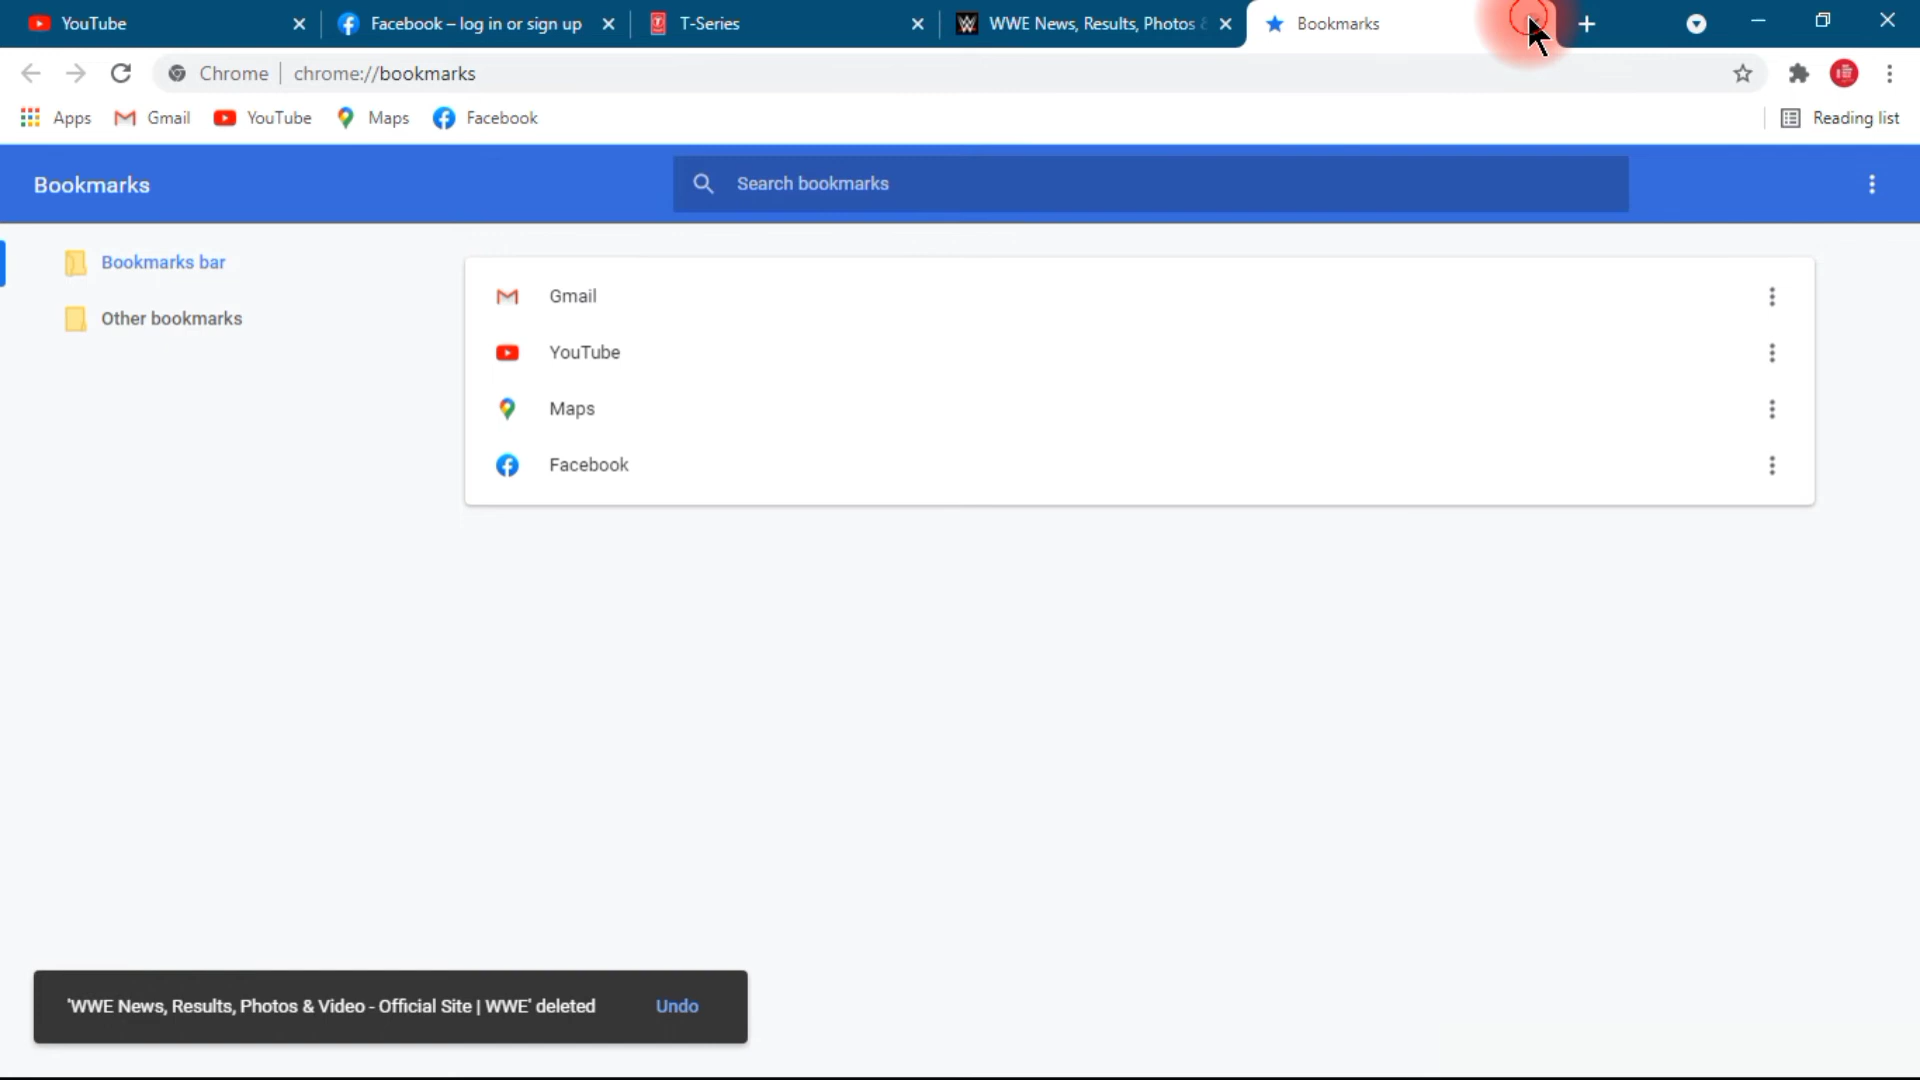 YouTube
Facebook – log in or sign up
T-Series
WWE News, Results, Photos &
Bookmarks
Chrome
chrome://bookmarks
Apps
Gmail
YouTube
Maps
Facebook
Reading list
Bookmarks
Search bookmarks
Bookmarks bar
Other bookmarks
Gmail
YouTube
Maps
Facebook
'WWE News, Results, Photos & Video - Official Site | WWE' deleted
Undo